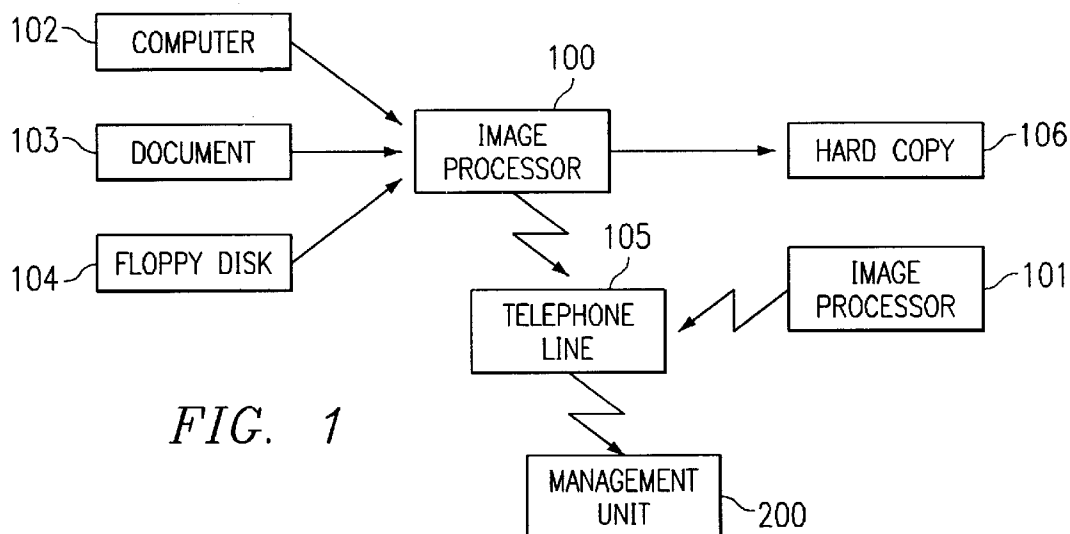 102
COMPUTER
100
103
DOCUMENT
IMAGE
PROCESSOR
HARD COPY
106
104
FLOPPY DISK
105
TELEPHONE
LINE
IMAGE
PROCESSOR
101
FIG. 1
MANAGEMENT
UNIT
200